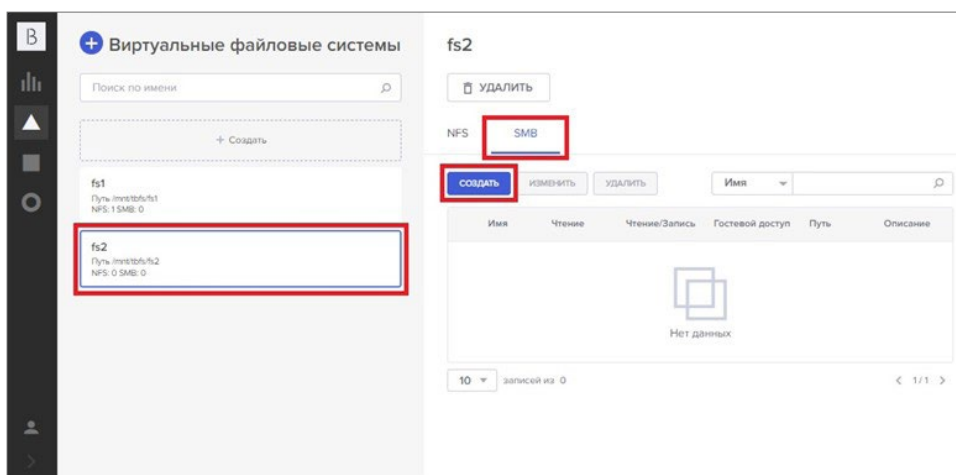 B
Виртуальные файловые системы
Поиск по имени
+ Создать
fs1
Путь /mnt/tbfs/fs1
NFS: 1 SMB: 0
fs2
Путь /mnt/tbfs/fs2
NFS: 0 SMB: 0
fs2
УДАЛИТЬ
NFS SMB
СОЗДАТЬ ИЗМЕНИТЬ УДАЛИТЬ Имя
Имя Чтение Чтение/Запись Гостевой доступ Путь Описание
Нет данных
10 записей из 0 1/1